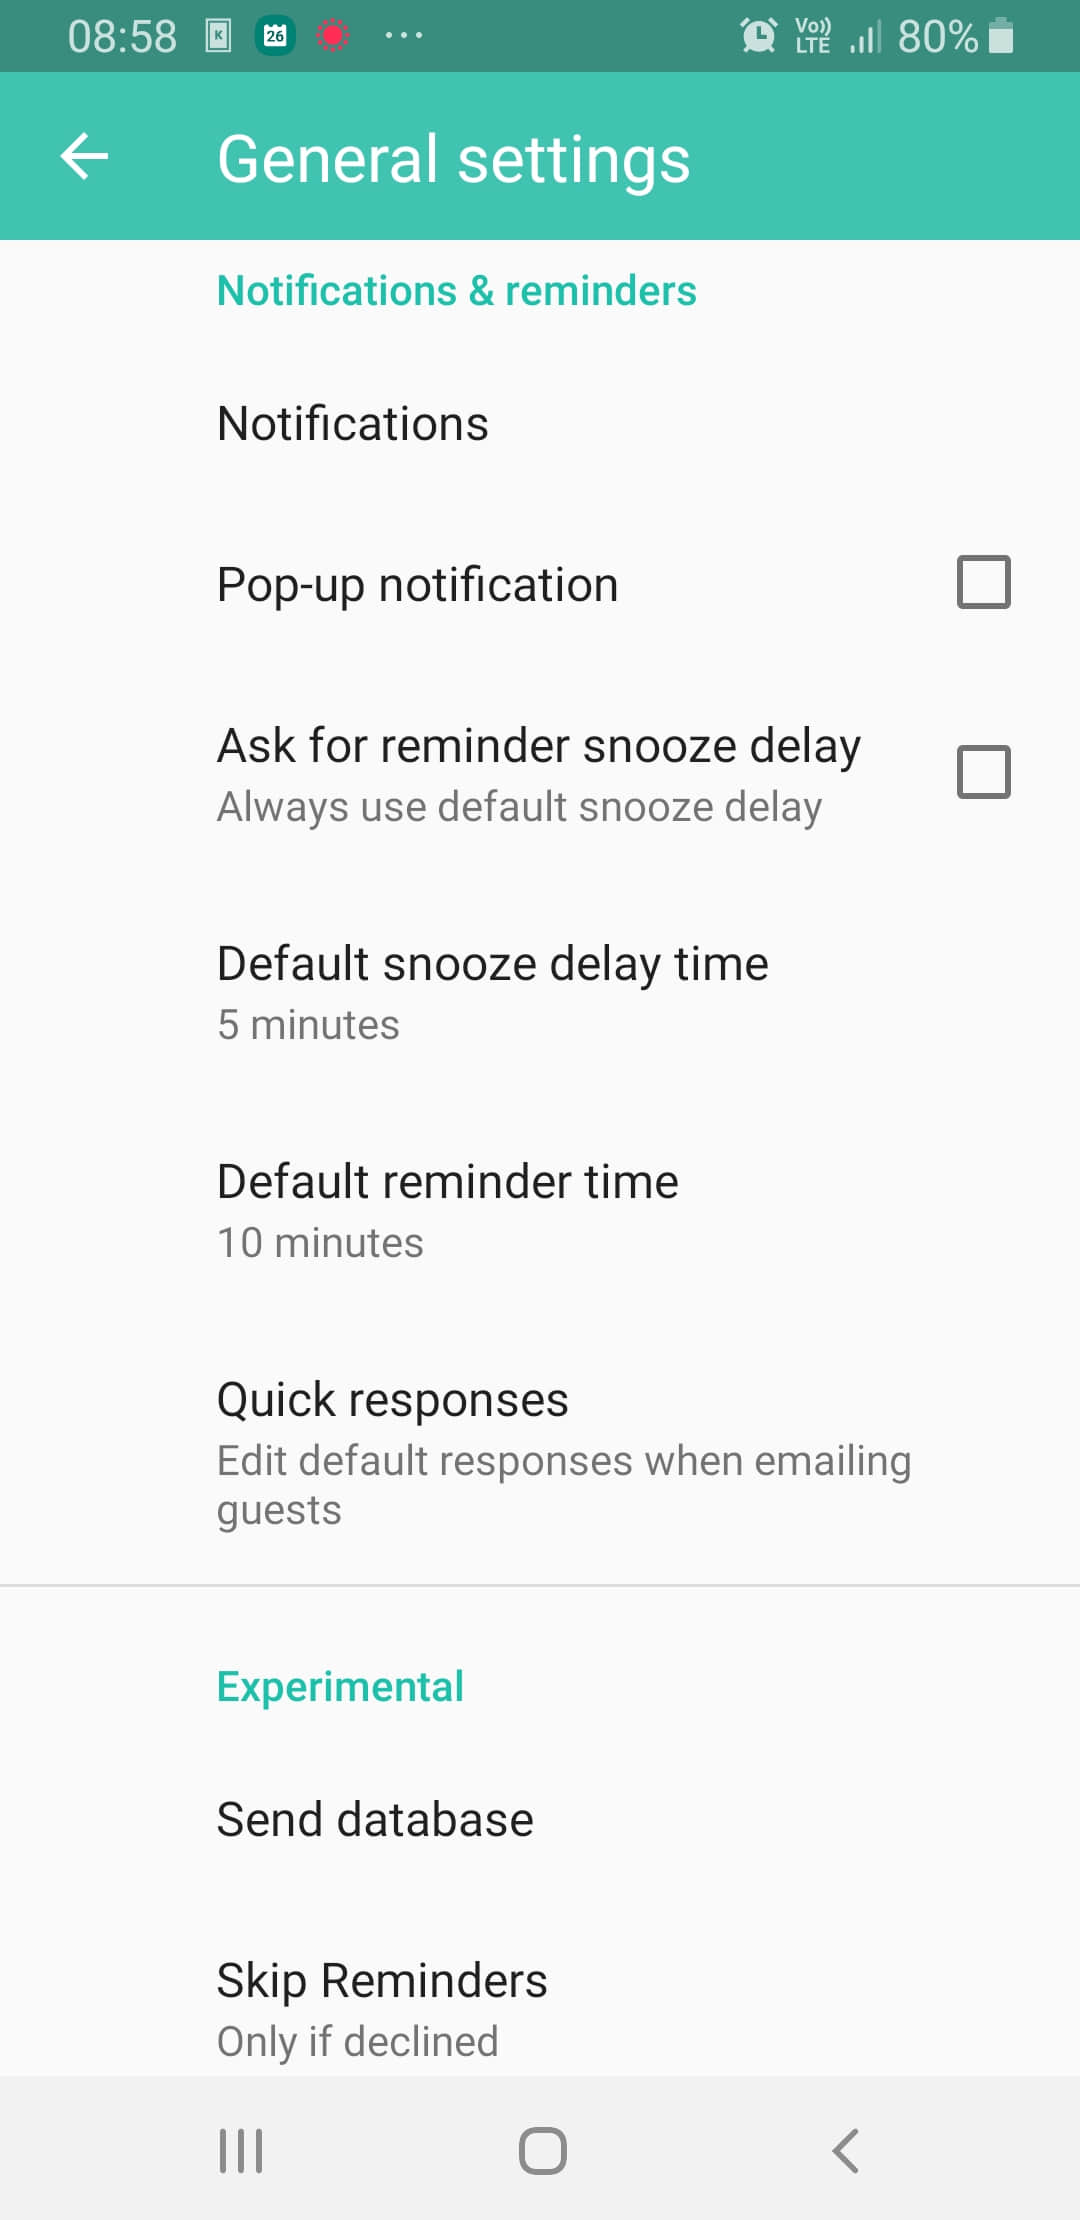 08:58 K 26 Vo)) LTE 80%
General settings
Notifications & reminders
Notifications
Pop-up notification
Ask for reminder snooze delay
Always use default snooze delay
Default snooze delay time
5 minutes
Default reminder time
10 minutes
Quick responses
Edit default responses when emailing
guests
Experimental
Send database
Skip Reminders
Only if declined